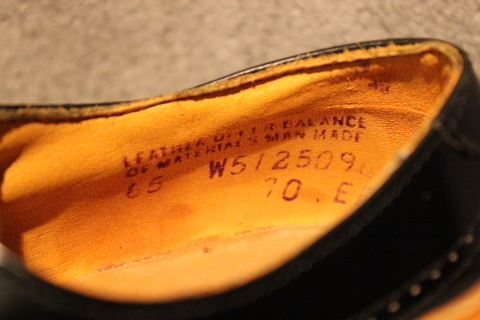 LEATHER UPPER BALANCE
OF MATERIALS MAN MADE
W512509
65 70 . E